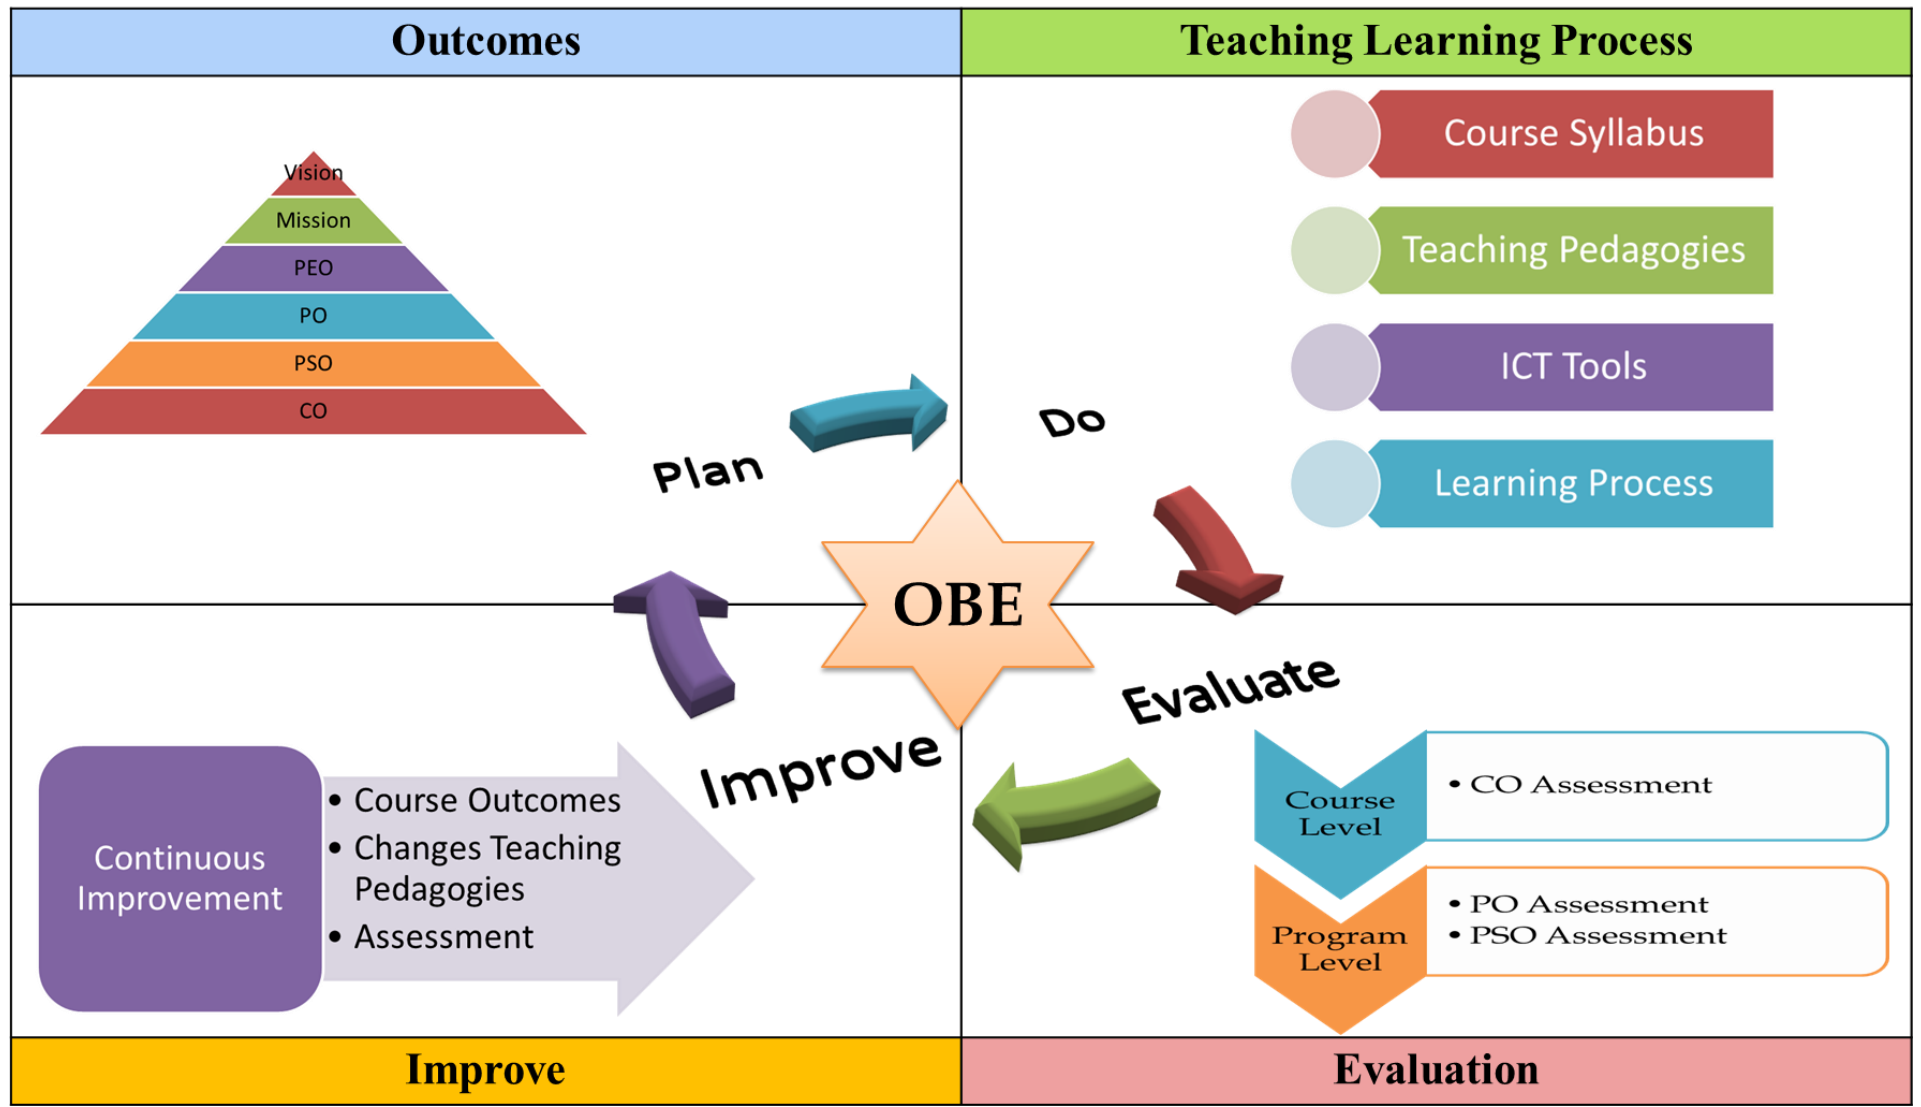 Outcomes
Teaching Learning Process
Vision
Mission
PEO
PO
PSO
CO
Course Syllabus
Teaching Pedagogies
ICT Tools
Learning Process
Plan
Do
OBE
Evaluate
Improve
Continuous
Improvement
• Course Outcomes
• Changes Teaching
Pedagogies
• Assessment
Course
Level
• CO Assessment
Program
Level
• PO Assessment
• PSO Assessment
Improve
Evaluation